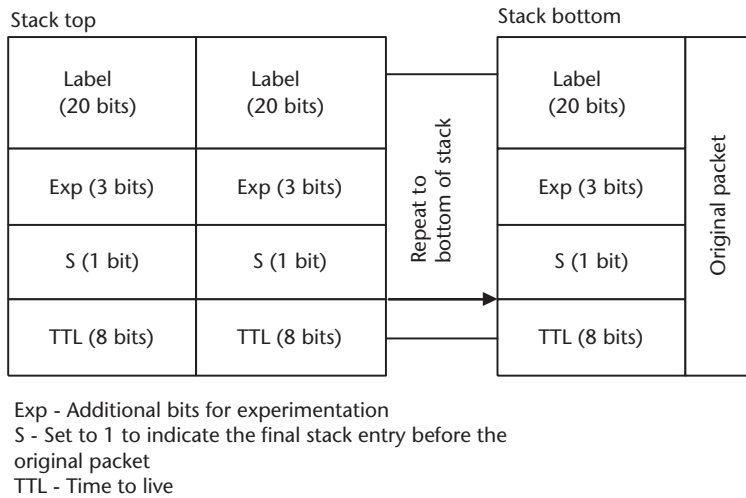 Stack top
Stack bottom
Label
(20 bits)
Label
(20 bits)
Label
(20 bits)
Exp (3 bits)
Exp (3 bits)
Exp (3 bits)
S (1 bit)
S (1 bit)
S (1 bit)
TTL (8 bits)
TTL (8 bits)
TTL (8 bits)
Repeat to
bottom of stack
Original packet
Exp - Additional bits for experimentation
S - Set to 1 to indicate the final stack entry before the
original packet
TTL - Time to live